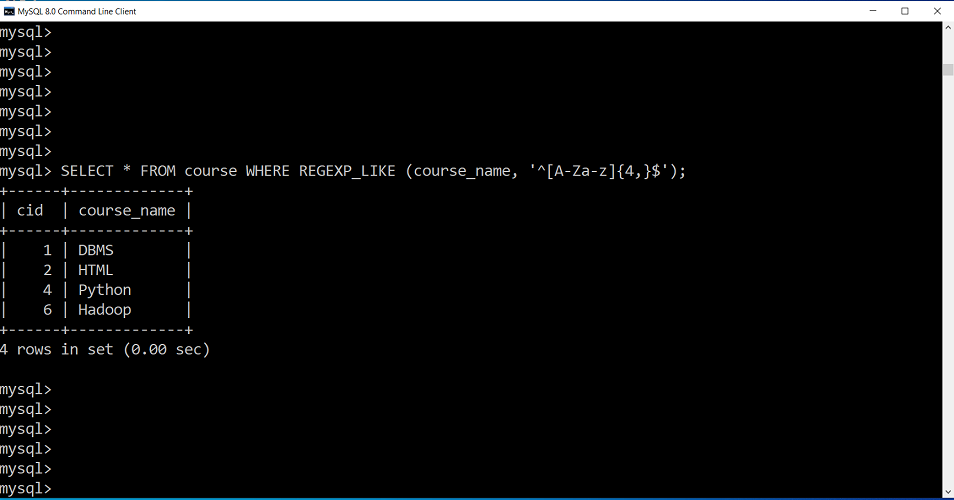 MySQL 8.0 Command Line Client
mysql>
mysql>
mysql>
mysql>
mysql>
mysql>
mysql>
mysql> SELECT * FROM course WHERE REGEXP_LIKE (course_name, '^[A-Za-z]{4,}$');
+------+-------------+
| cid  | course_name |
+------+-------------+
|    1 | DBMS        |
|    2 | HTML        |
|    4 | Python      |
|    6 | Hadoop      |
+------+-------------+
4 rows in set (0.00 sec)
mysql>
mysql>
mysql>
mysql>
mysql>
mysql>